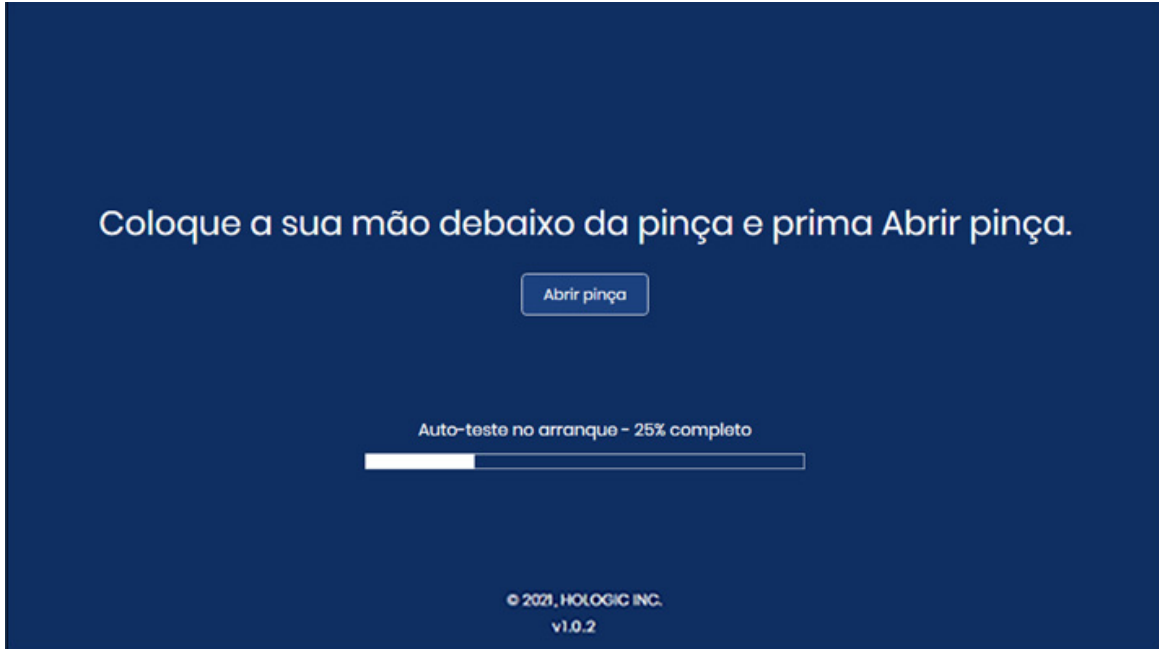 Coloque a sua mão debaixo da pinça e prima Abrir pinça.
Abrir pinça
Auto-teste no arranque - 25% completo
© 2021, HOLOGIC INC.
v1.0.2